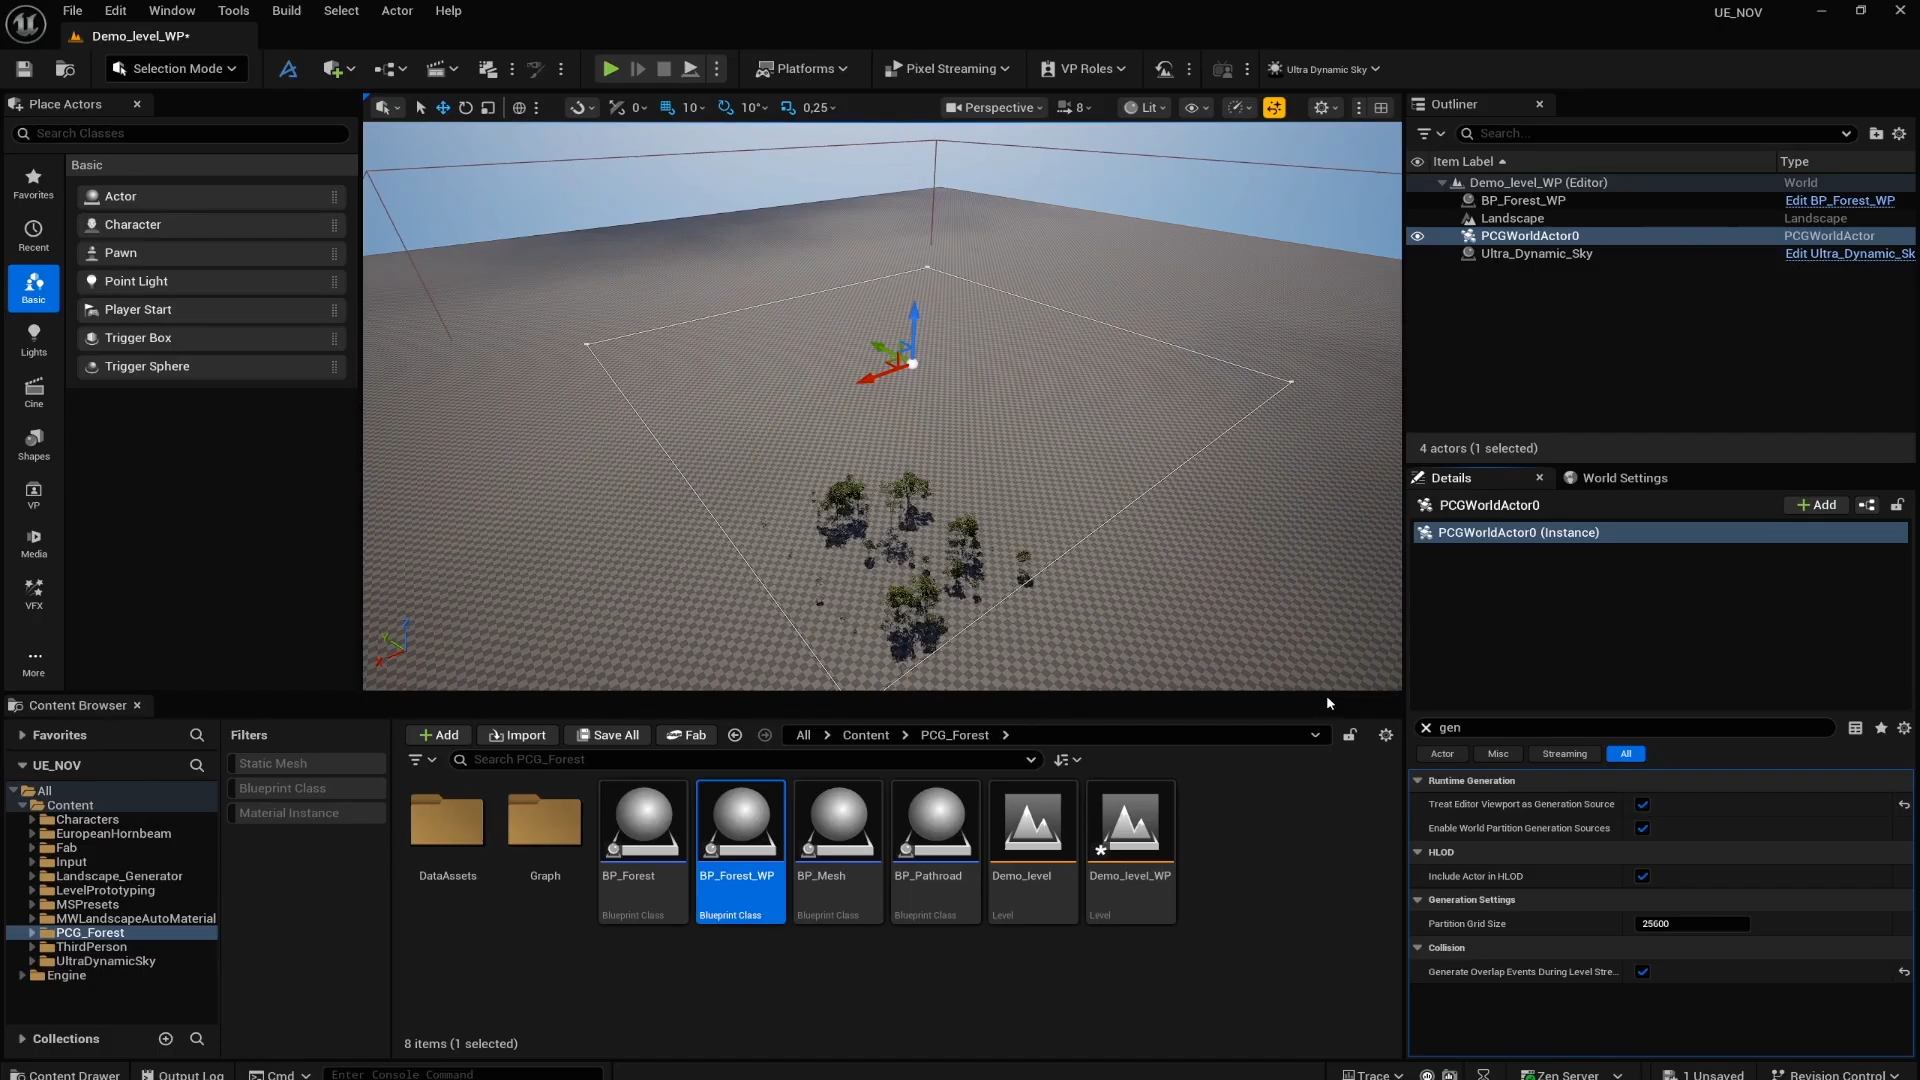 File Edit Window Tools Build Select Actor Help
UE_NOV
Demo_level_WP*
Selection Mode
Platforms
Pixel Streaming
VP Roles
Ultra Dynamic Sky
Place Actors
Search Classes
Basic
Favorites
Recent
Basic
Lights
Cine
Shapes
VP
Media
VFX
More
Actor
Character
Pawn
Point Light
Player Start
Trigger Box
Trigger Sphere
0 10 10° 0,25
Perspective 8 Lit
Outliner
Search...
Item Label Type
Demo_level_WP (Editor) World
BP_Forest_WP Edit BP_Forest_WP
Landscape Landscape
PCGWorldActor0 PCGWorldActor
Ultra_Dynamic_Sky Edit Ultra_Dynamic_Sk
4 actors (1 selected)
Details World Settings
PCGWorldActor0 Add
PCGWorldActor0 (Instance)
gen
Actor Misc Streaming All
Runtime Generation
Treat Editor Viewport as Generation Source
Enable World Partition Generation Sources
HLOD
Include Actor in HLOD
Generation Settings
Partition Grid Size 25600
Collision
Generate Overlap Events During Level Stre...
X Y Z
Content Browser
Favorites
UE_NOV
All
Content
Characters
EuropeanHornbeam
Fab
Input
Landscape_Generator
LevelPrototyping
MSPresets
MWLandscapeAutoMaterial
PCG_Forest
ThirdPerson
UltraDynamicSky
Engine
Collections
Filters
Static Mesh
Blueprint Class
Material Instance
Add Import Save All Fab All Content PCG_Forest
Search PCG_Forest
DataAssets Graph BP_Forest BP_Forest_WP BP_Mesh BP_Pathroad Demo_level Demo_level_WP
Blueprint Class Blueprint Class Blueprint Class Blueprint Class Level Level
8 items (1 selected)
Content Drawer Output Log Cmd Enter Console Command Trace Zen Server 1 Unsaved Revision Control